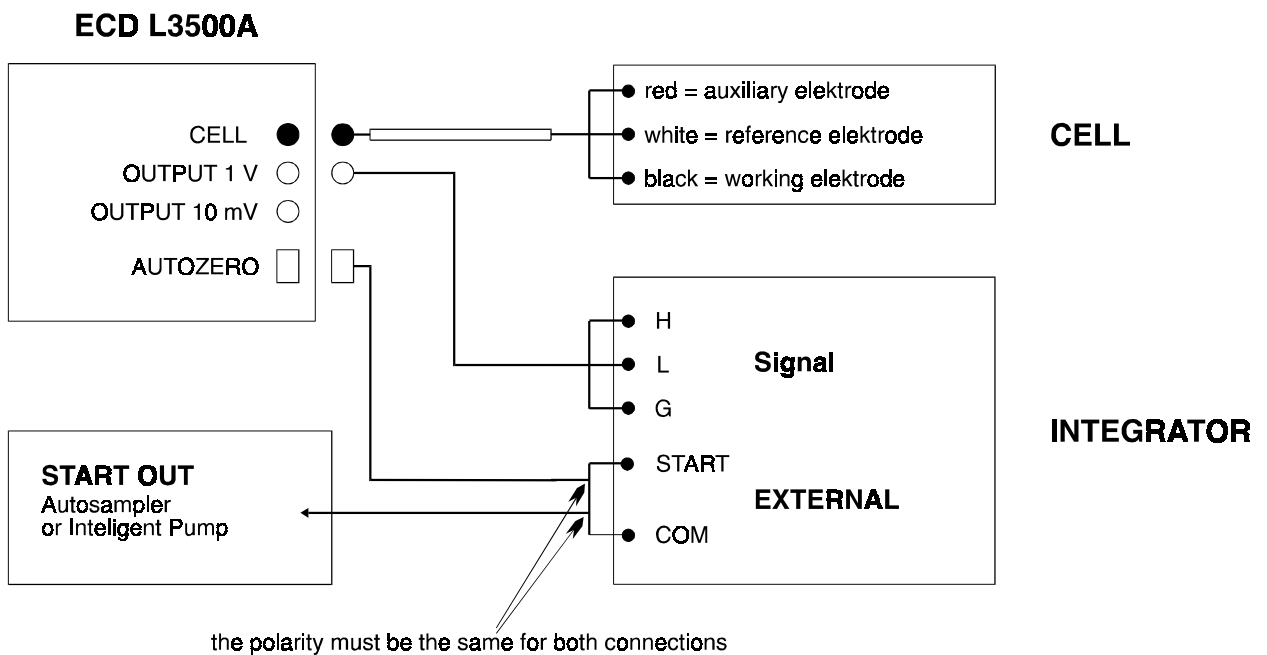 ECD L3500A
CELL
OUTPUT 1 V
OUTPUT 10 mV
AUTOZERO
red = auxiliary elektrode
white = reference elektrode
black = working elektrode
CELL
H
L
G
Signal
START
EXTERNAL
COM
INTEGRATOR
START OUT
Autosampler
or Inteligent Pump
the polarity must be the same for both connections